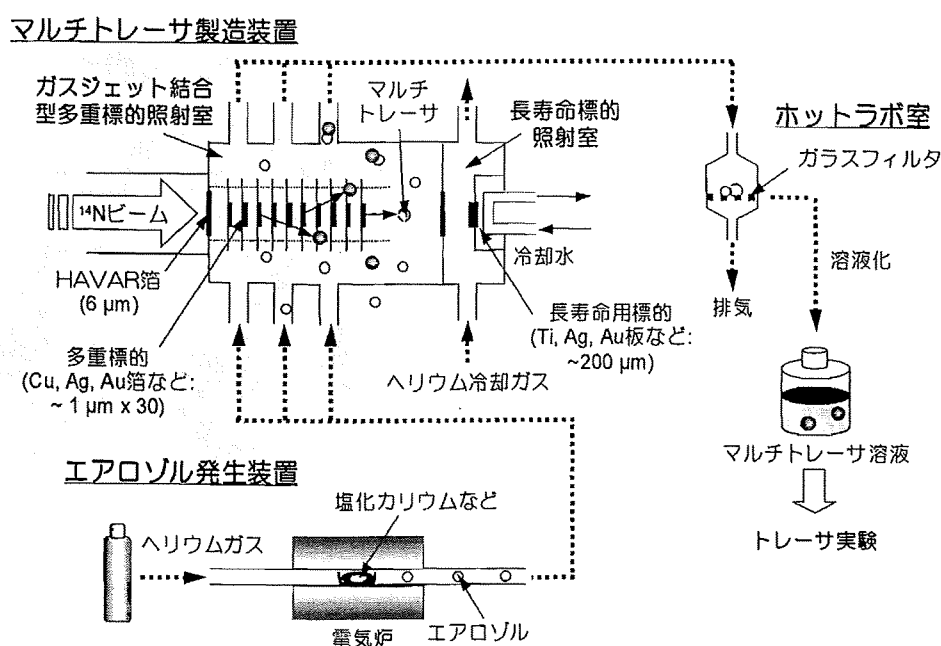 マルチトレーサ製造装置
ガスジェット結合
型多重標的照射室
マルチ
トレーサ
長寿命標的
照射室
ホットラボ室
ガラスフィルタ
¹⁴Nビーム
HAVAR箔
(6 µm)
冷却水
溶液化
排気
多重標的
(Cu, Ag, Au箔など:
~ 1 µm x 30)
長寿命用標的
(Ti, Ag, Au板など:
~200 µm)
ヘリウム冷却ガス
マルチトレーサ溶液
トレーサ実験
エアロゾル発生装置
塩化カリウムなど
ヘリウムガス
電気炉
エアロゾル